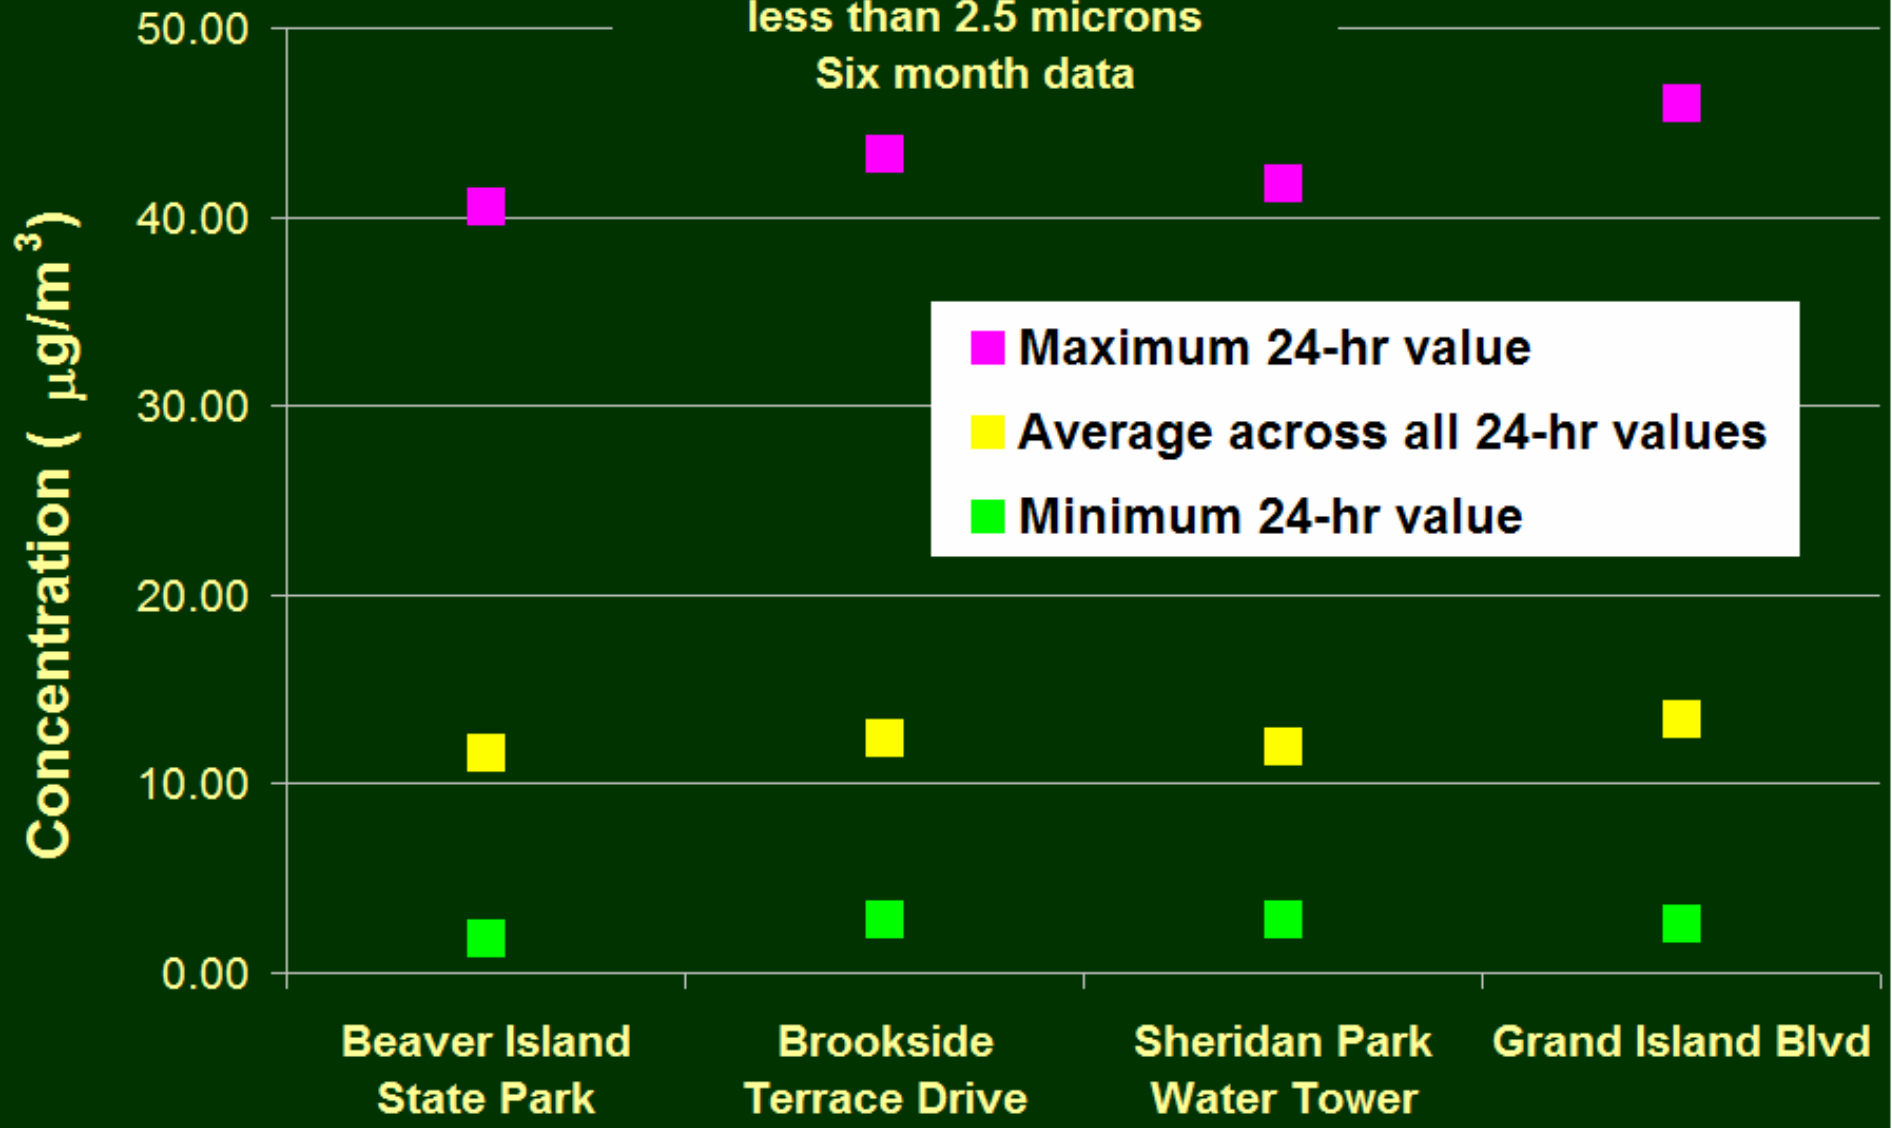 less than 2.5 microns
Six month data
Concentration ( µg/m³)
50.00
40.00
30.00
20.00
10.00
0.00
Maximum 24-hr value
Average across all 24-hr values
Minimum 24-hr value
Beaver Island
State Park
Brookside
Terrace Drive
Sheridan Park
Water Tower
Grand Island Blvd